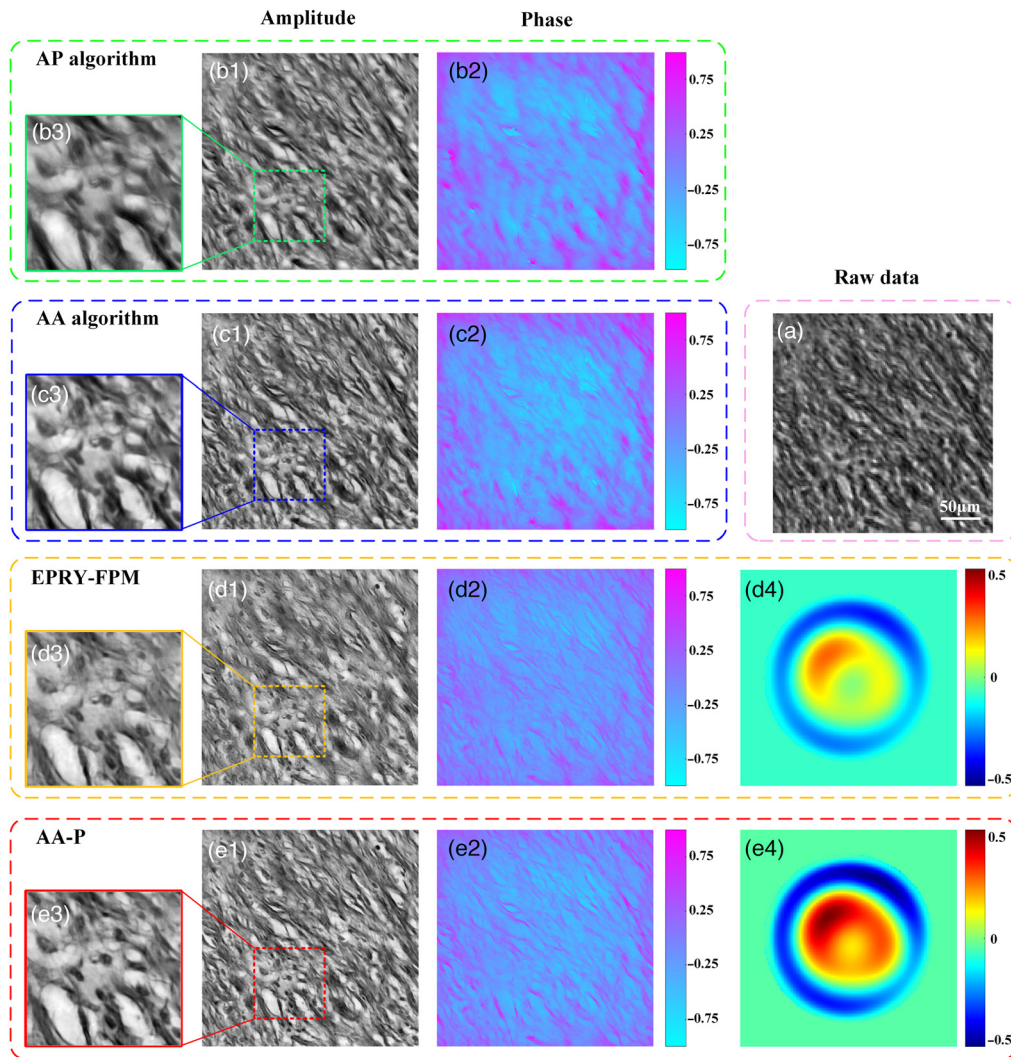 Amplitude
Phase
AP algorithm
(b1)
(b2)
0.75
0.25
−0.25
−0.75
(b3)
AA algorithm
(c1)
(c2)
0.75
0.25
−0.25
−0.75
(c3)
Raw data
(a)
50μm
EPRY-FPM
(d1)
(d2)
0.75
0.25
−0.25
−0.75
(d3)
(d4)
0.5
0
−0.5
AA-P
(e1)
(e2)
0.75
0.25
−0.25
−0.75
(e3)
(e4)
0.5
0
−0.5